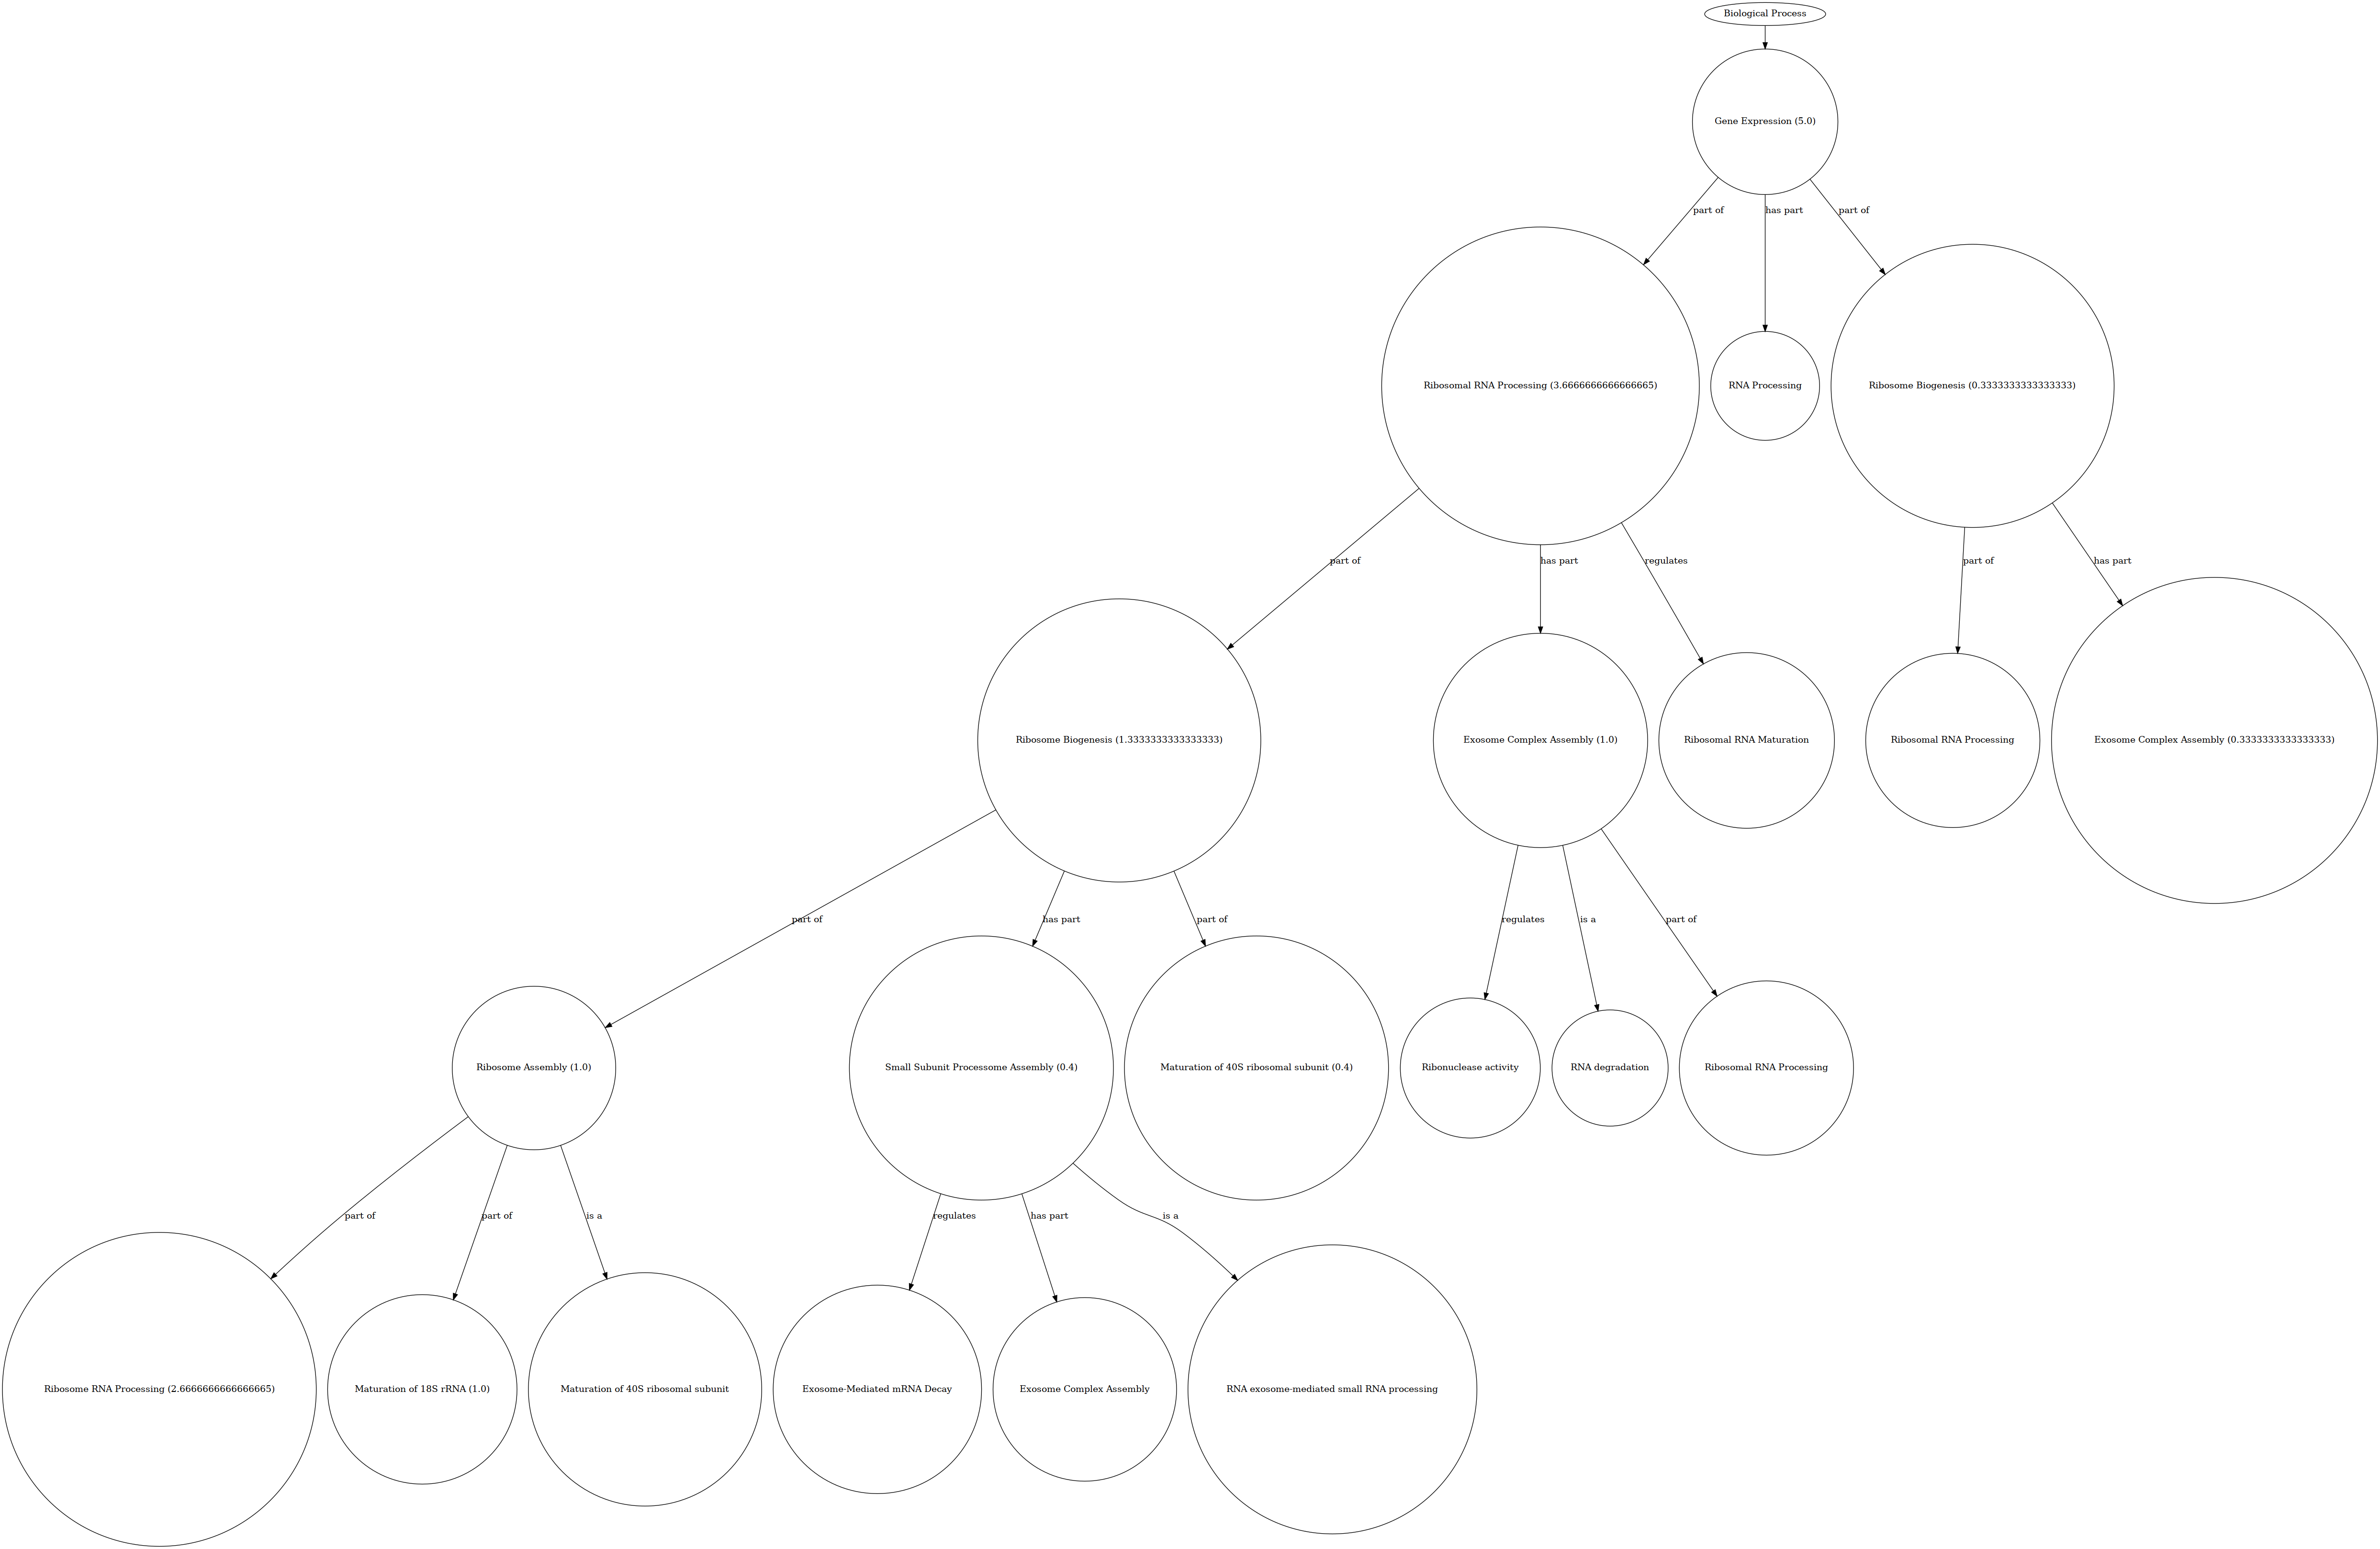 Biological Process
Gene Expression (5.0)
part of
has part
part of
Ribosomal RNA Processing (3.6666666666666665)
RNA Processing
Ribosome Biogenesis (0.3333333333333333)
part of
has part
regulates
part of
has part
Ribosome Biogenesis (1.3333333333333333)
Exosome Complex Assembly (1.0)
Ribosomal RNA Maturation
Ribosomal RNA Processing
Exosome Complex Assembly (0.3333333333333333)
part of
has part
part of
regulates
is a
part of
Ribosome Assembly (1.0)
Small Subunit Processome Assembly (0.4)
Maturation of 40S ribosomal subunit (0.4)
Ribonuclease activity
RNA degradation
Ribosomal RNA Processing
part of
part of
is a
regulates
has part
is a
Ribosome RNA Processing (2.6666666666666665)
Maturation of 18S rRNA (1.0)
Maturation of 40S ribosomal subunit
Exosome-Mediated mRNA Decay
Exosome Complex Assembly
RNA exosome-mediated small RNA processing